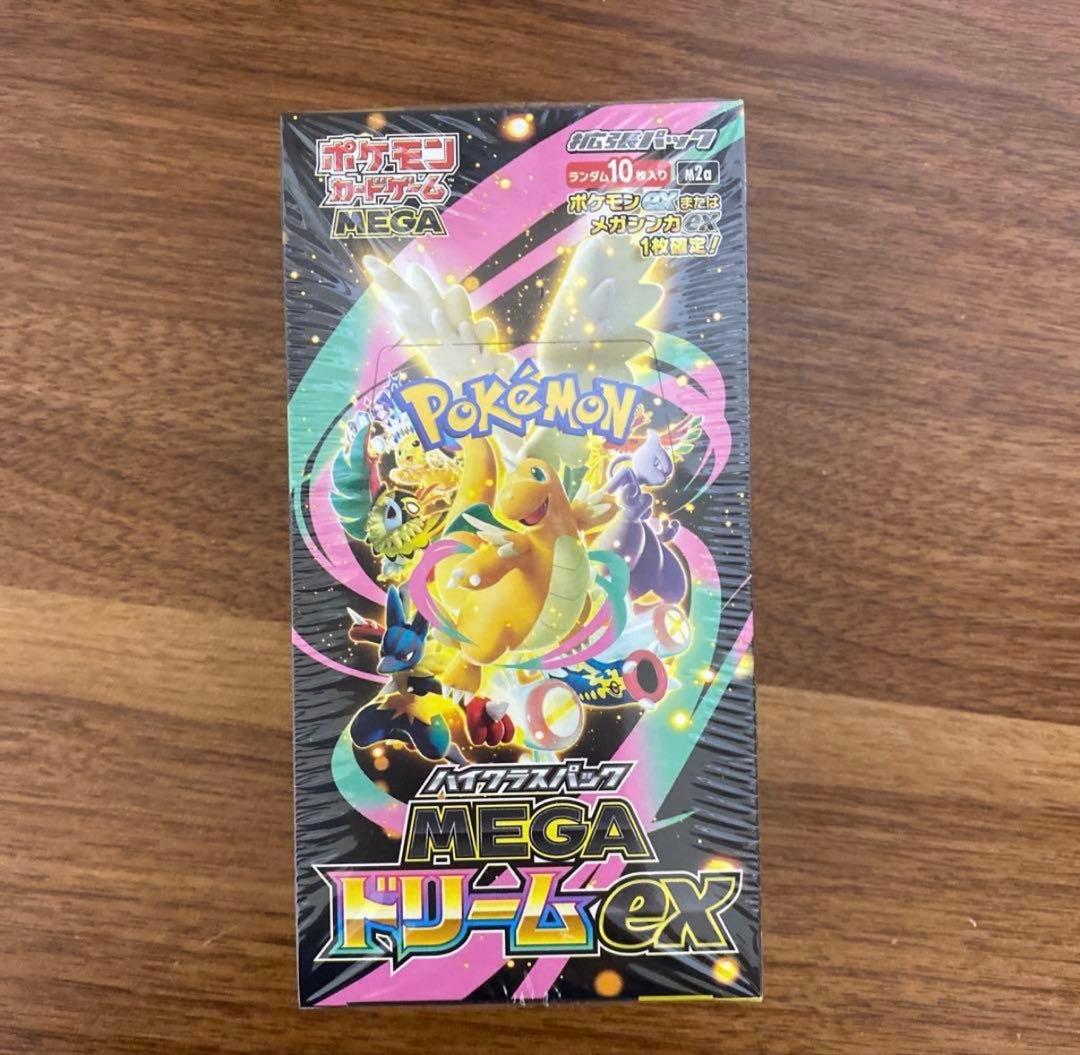 ポケモン
カードゲーム
MEGA
拡張パック
ランダム10枚入り M2a
ポケモンexまたは
メガシンカex
1枚確定!
POKéMON
ハイクラスパック
MEGA
ドリームex